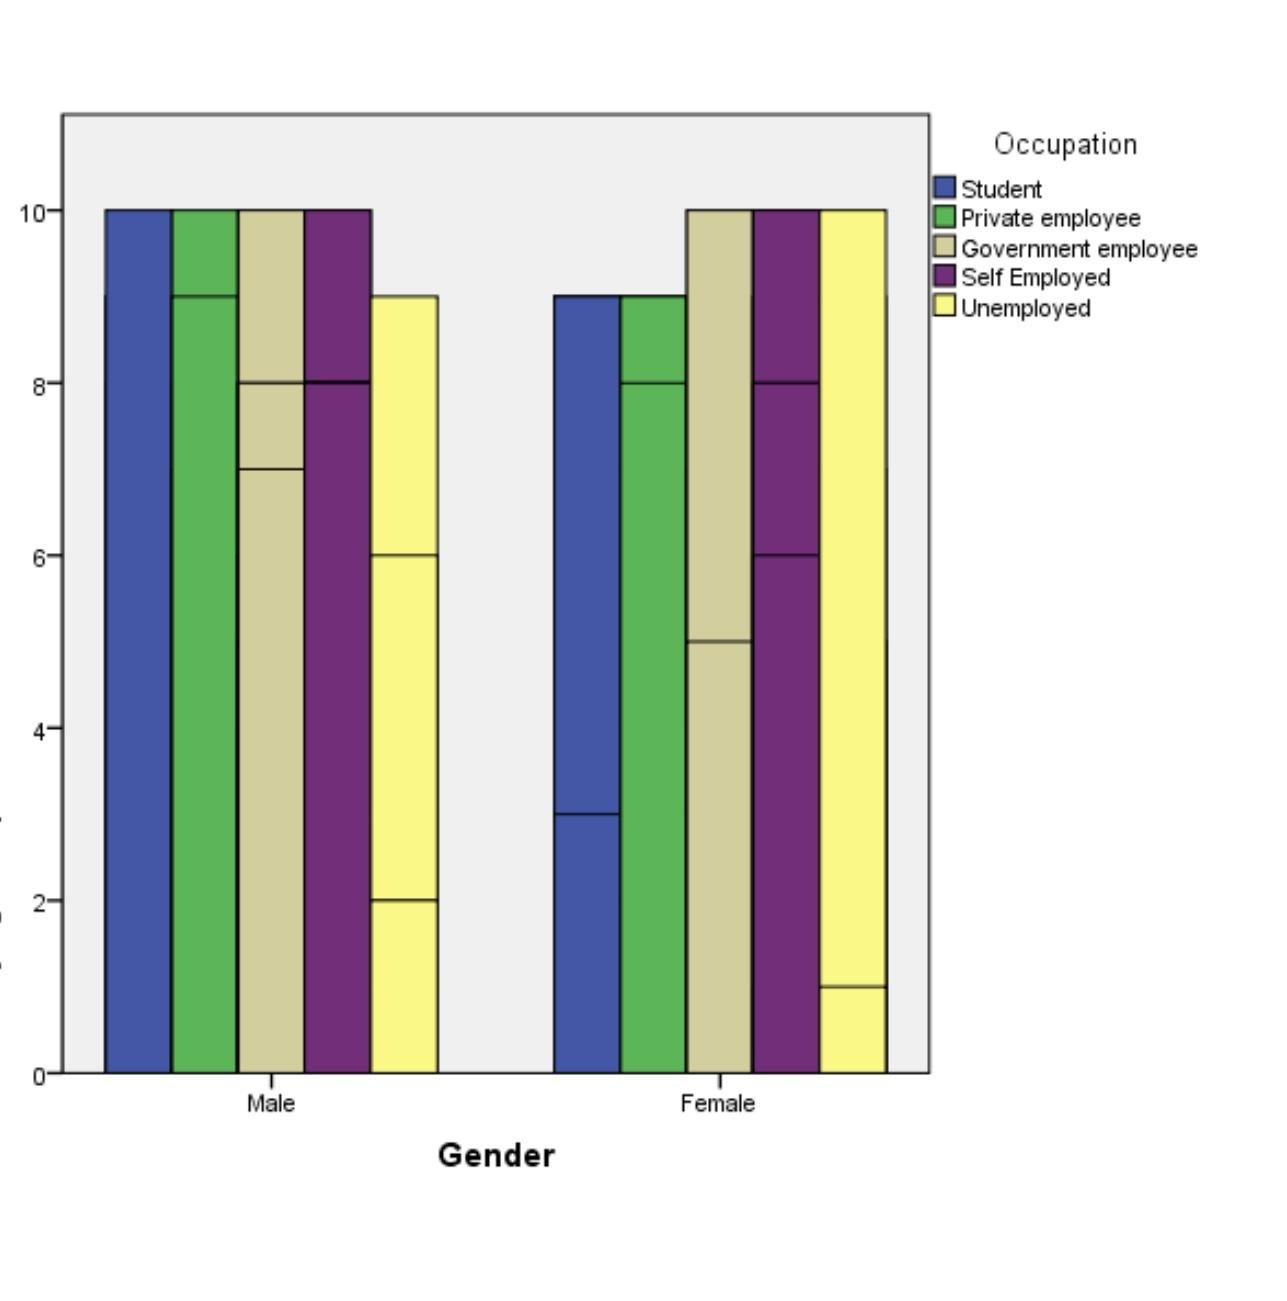 Occupation
Student
Private employee
Government employee
Self Employed
Unemployed
10
8
6
4
2
0
Male
Female
Gender